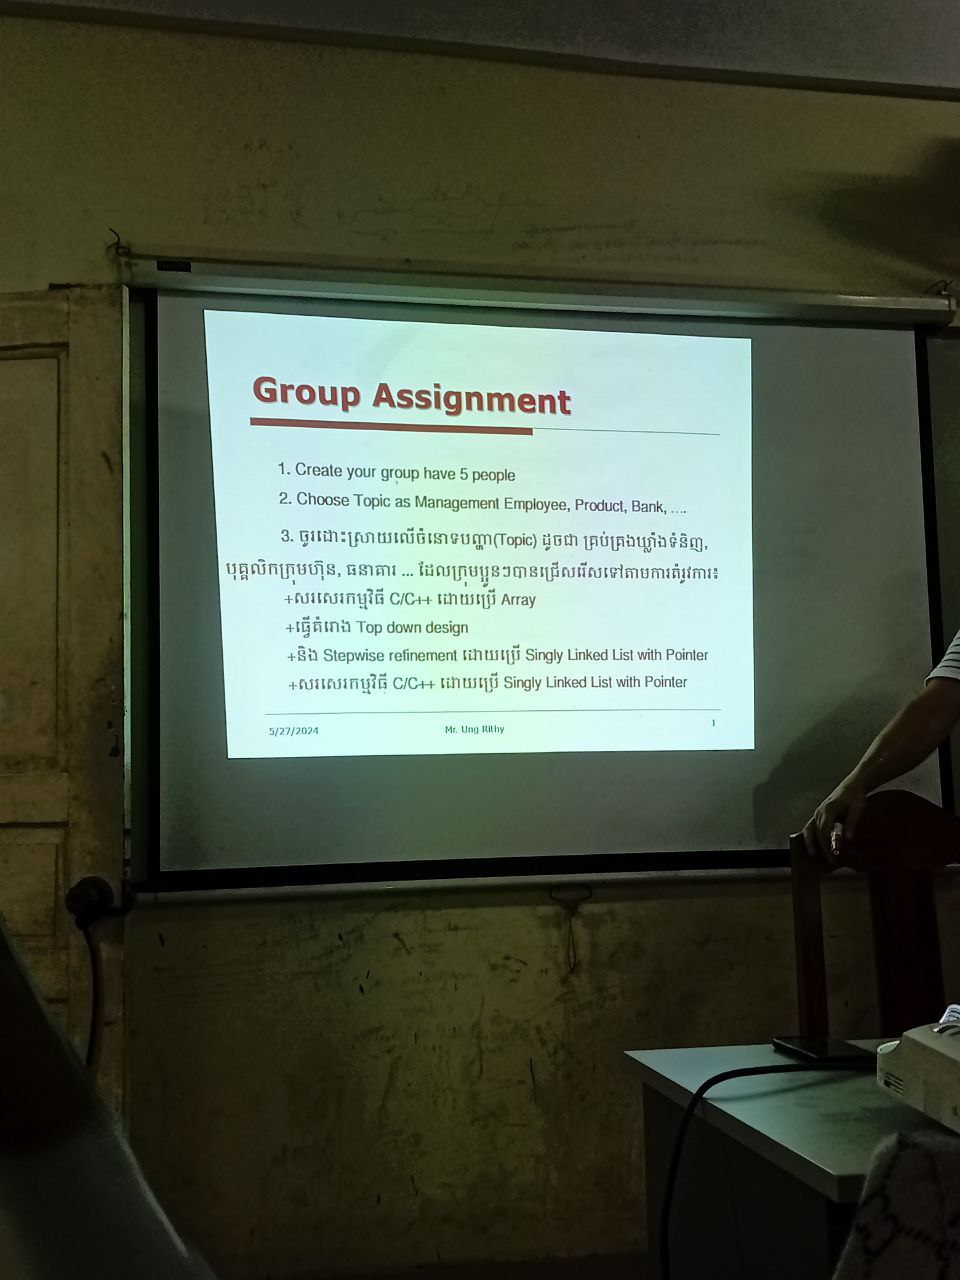 Group Assignment
1. Create your group have 5 people
2. Choose Topic as Management Employee, Product, Bank, ....
3. ចូរដោះស្រាយលើចំនោទបញ្ហា(Topic) ដូចជា គ្រប់គ្រងឃ្លាំងទំនិញ,
បុគ្គលិកក្រុមហ៊ុន, ធនាគារ ... ដែលក្រុមប្អូនៗបានជ្រើសរើសទៅតាមការតំរូវការ៖
+សរសេរកម្មវិធី C/C++ ដោយប្រើ Array
+ធ្វើគំរោង Top down design
+និង Stepwise refinement ដោយប្រើ Singly Linked List with Pointer
+សរសេរកម្មវិធី C/C++ ដោយប្រើ Singly Linked List with Pointer
5/27/2024 Mr. Ung Rithy 1